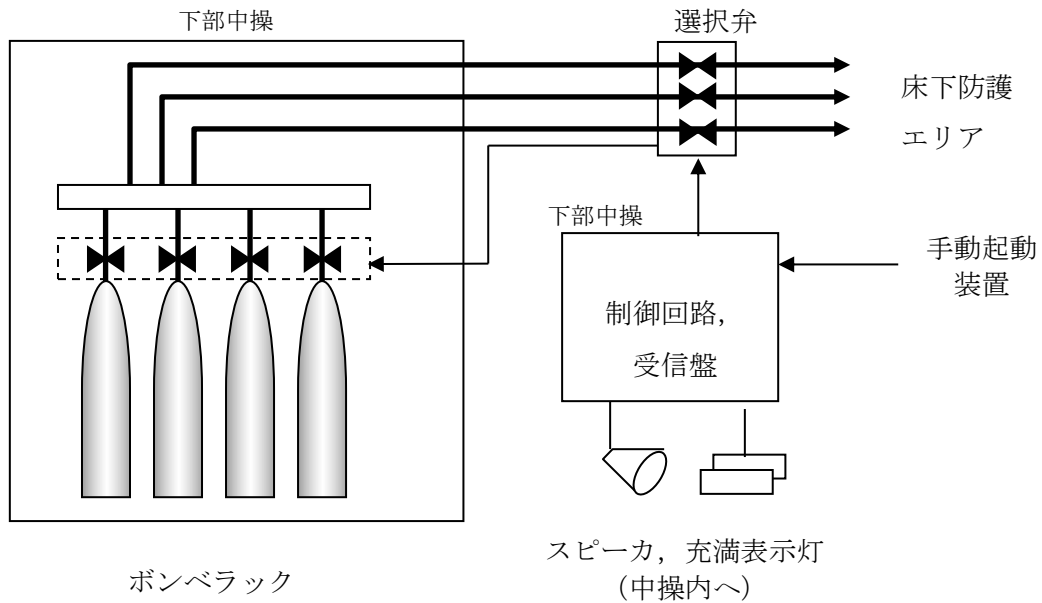 下部中操
選択弁
床下防護
エリア
下部中操
手動起動
装置
制御回路，
受信盤
スピーカ，充満表示灯
（中操内へ）
ボンベラック